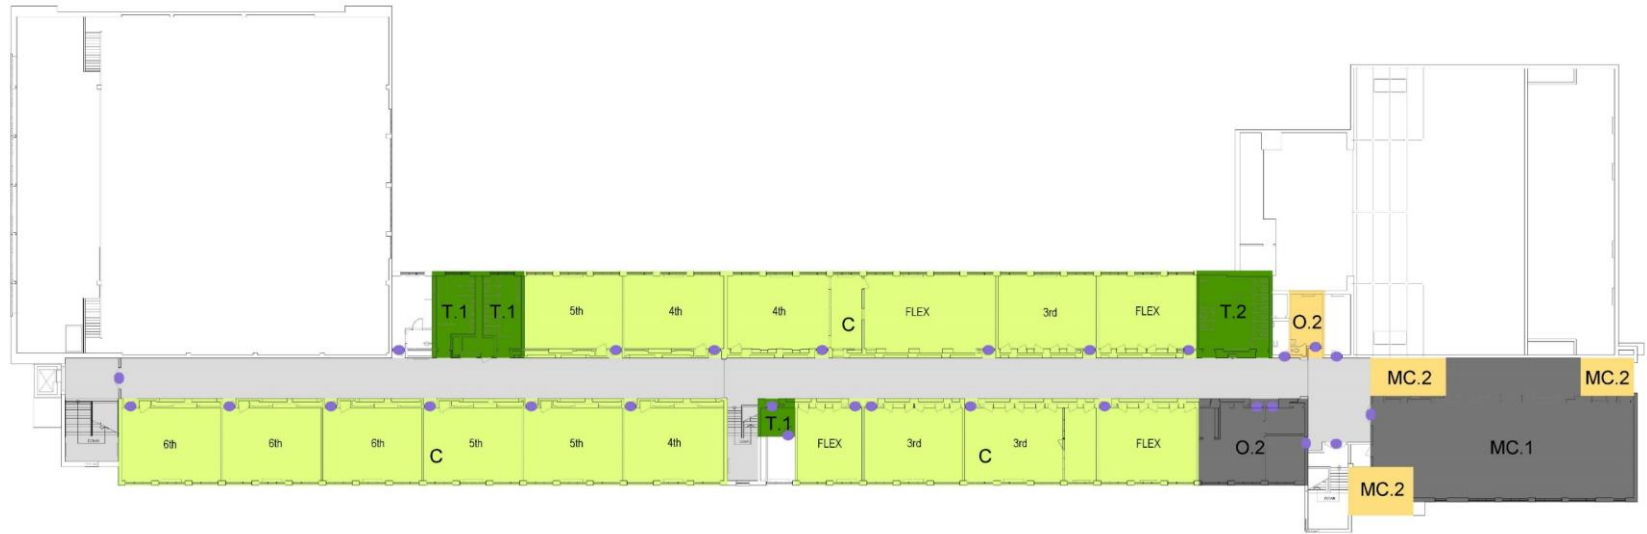 T.1
T.1
5th
4th
4th
C
FLEX
3rd
FLEX
T.2
O.2
MC.2
MC.2
6th
6th
6th
5th
C
5th
4th
T.1
FLEX
3rd
C
3rd
FLEX
O.2
MC.1
MC.2